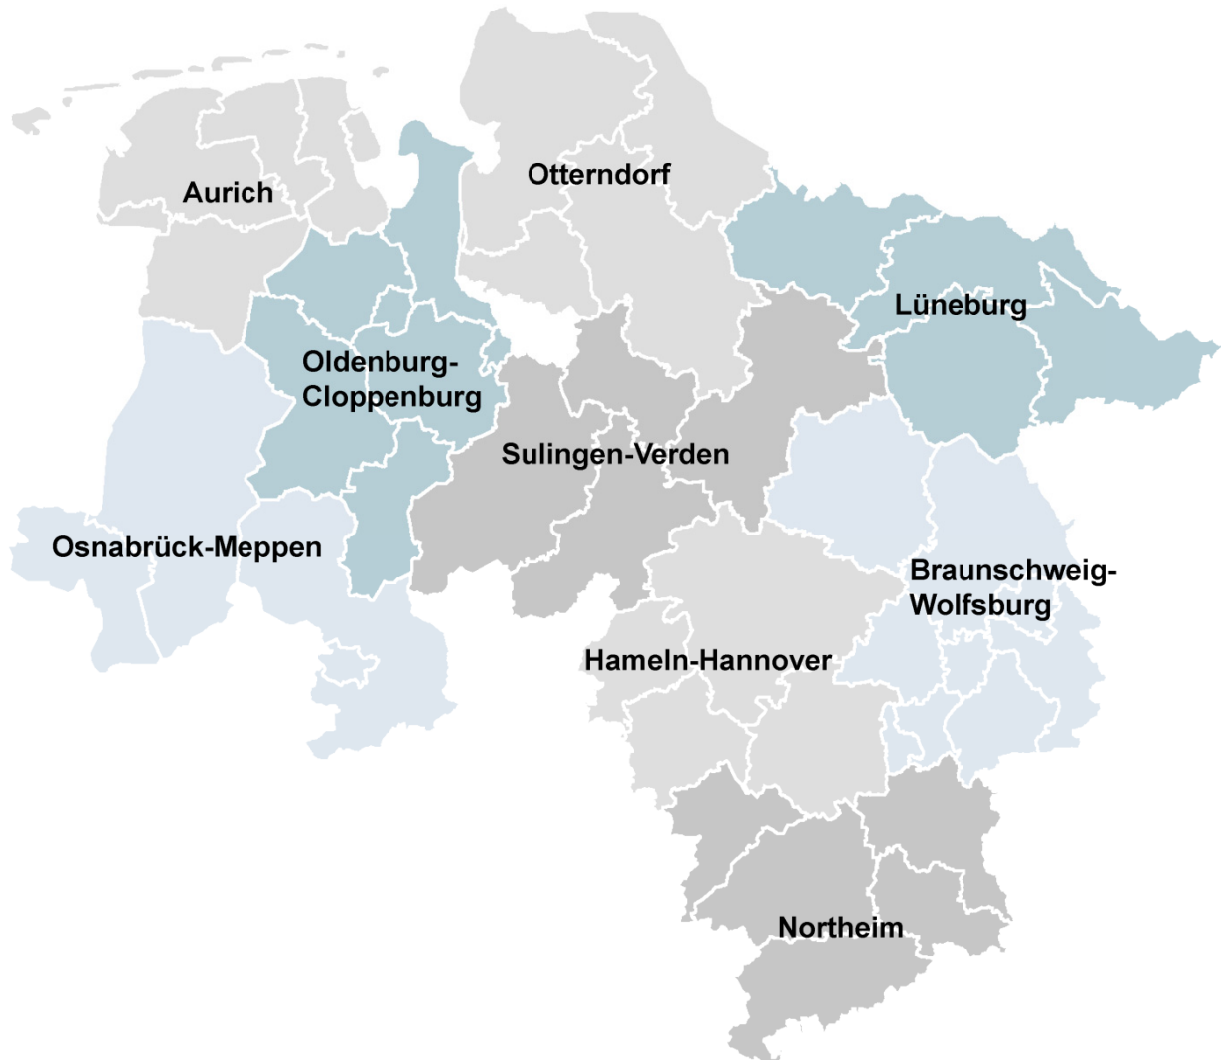 Otterndorf
Aurich
Lüneburg
Oldenburg-
Cloppenburg
Sulingen-Verden
Osnabrück-Meppen
Braunschweig-
Wolfsburg
Hameln-Hannover
Northeim